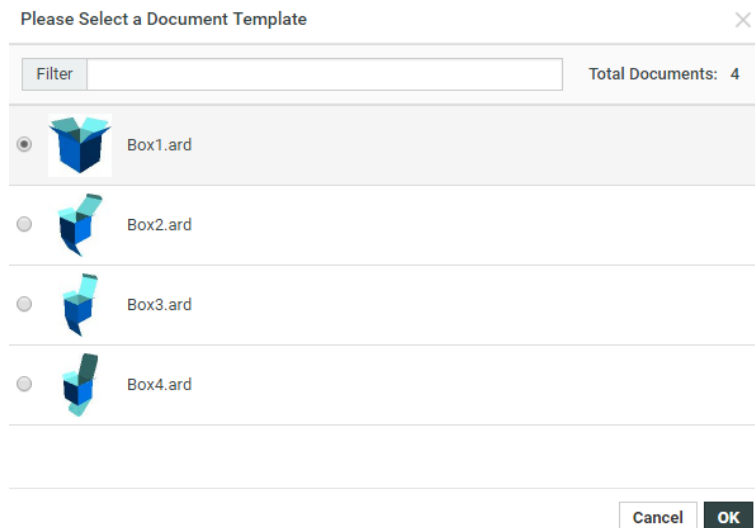 Please Select a Document Template
Filter Total Documents: 4
Box1.ard
Box2.ard
Box3.ard
Box4.ard
Cancel OK